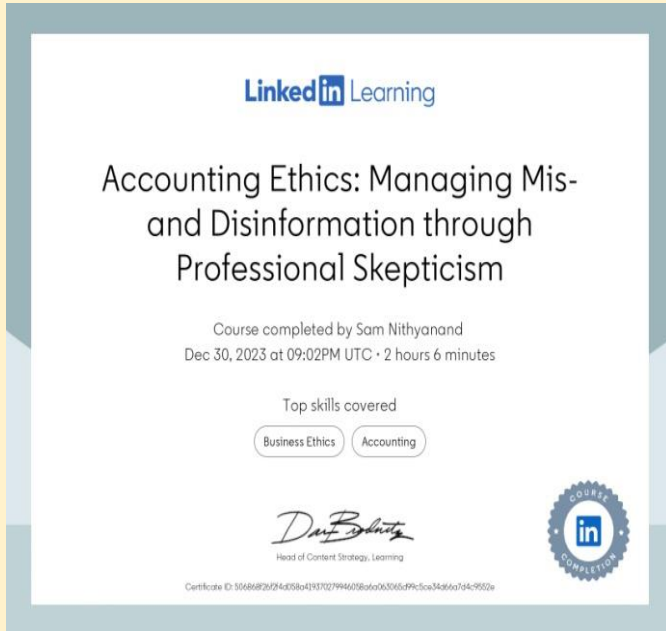 Linked in Learning
Accounting Ethics: Managing Mis-
and Disinformation through
Professional Skepticism
Course completed by Sam Nithyanand
Dec 30, 2023 at 09:02PM UTC • 2 hours 6 minutes
Top skills covered
Business Ethics Accounting
Head of Content Strategy, Learning
COURSE
in
COMPLETION
Certificate ID: